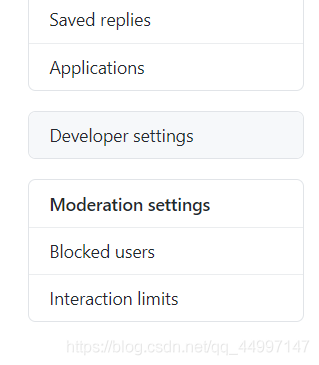 Saved replies
Applications
Developer settings
Moderation settings
Blocked users
Interaction limits
https://blog.csdn.net/qq_44997147